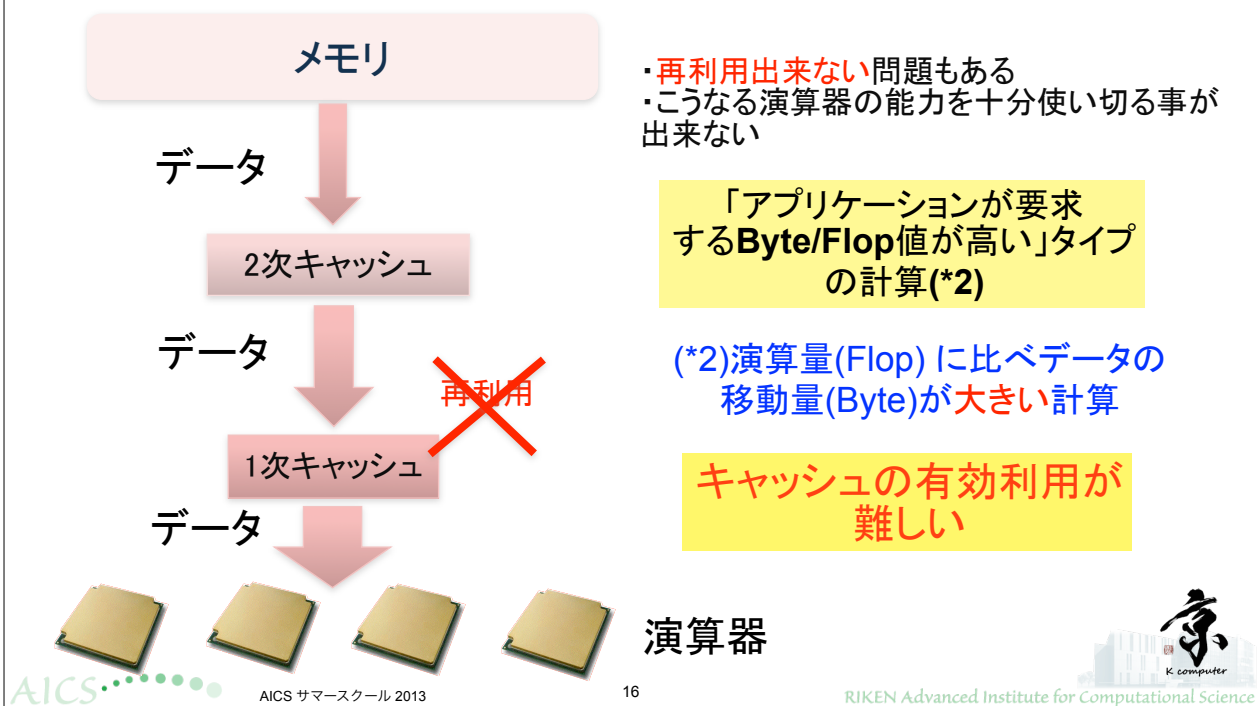 メモリ
データ
2次キャッシュ
データ
再利用
1次キャッシュ
データ
演算器
・再利用出来ない問題もある
・こうなる演算器の能力を十分使い切る事が
出来ない
「アプリケーションが要求
するByte/Flop値が高い」タイプ
の計算(*2)
(*2)演算量(Flop) に比べデータの
移動量(Byte)が大きい計算
キャッシュの有効利用が
難しい
京
K computer
AICS
AICS サマースクール 2013
16
RIKEN Advanced Institute for Computational Science